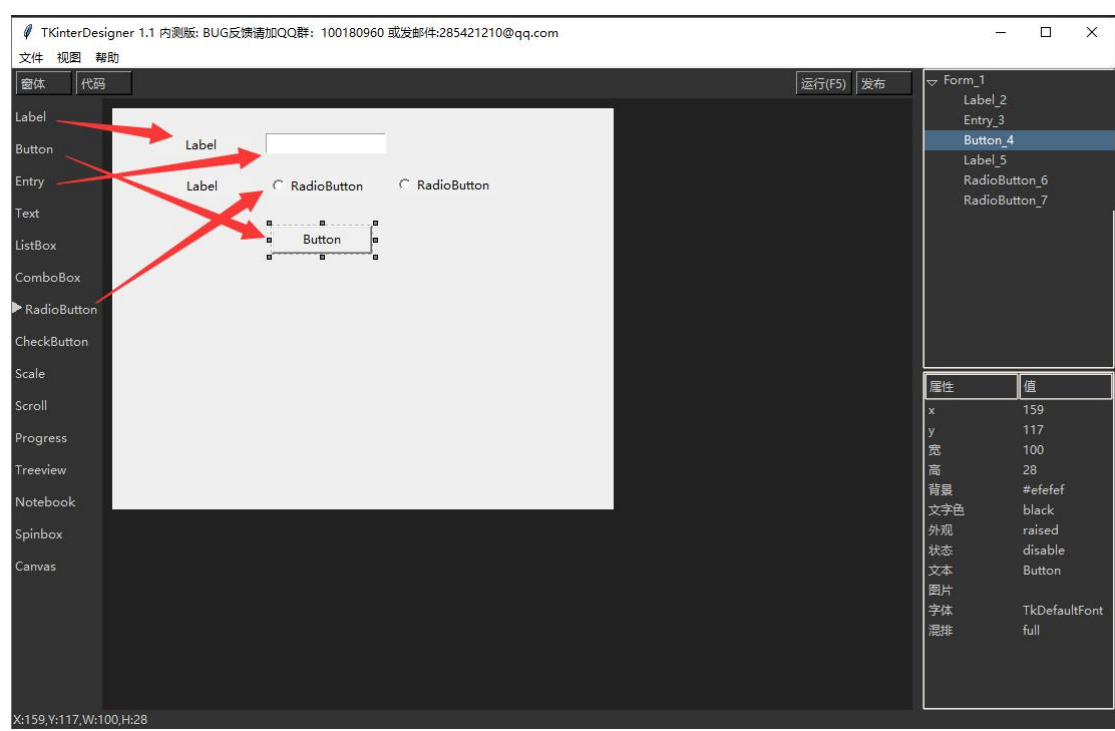 TKinterDesigner 1.1 内测版: BUG反馈请加QQ群：100180960 或发邮件:285421210@qq.com
文件 视图 帮助
窗体 代码 运行(F5) 发布
Label
Button
Entry
Text
ListBox
ComboBox
RadioButton
CheckButton
Scale
Scroll
Progress
Treeview
Notebook
Spinbox
Canvas
Label
Label RadioButton RadioButton
Button
Form_1
Label_2
Entry_3
Button_4
Label_5
RadioButton_6
RadioButton_7
属性 值
x 159
y 117
宽 100
高 28
背景 #efefef
文字色 black
外观 raised
状态 disable
文本 Button
图片
字体 TkDefaultFont
混排 full
X:159,Y:117,W:100,H:28